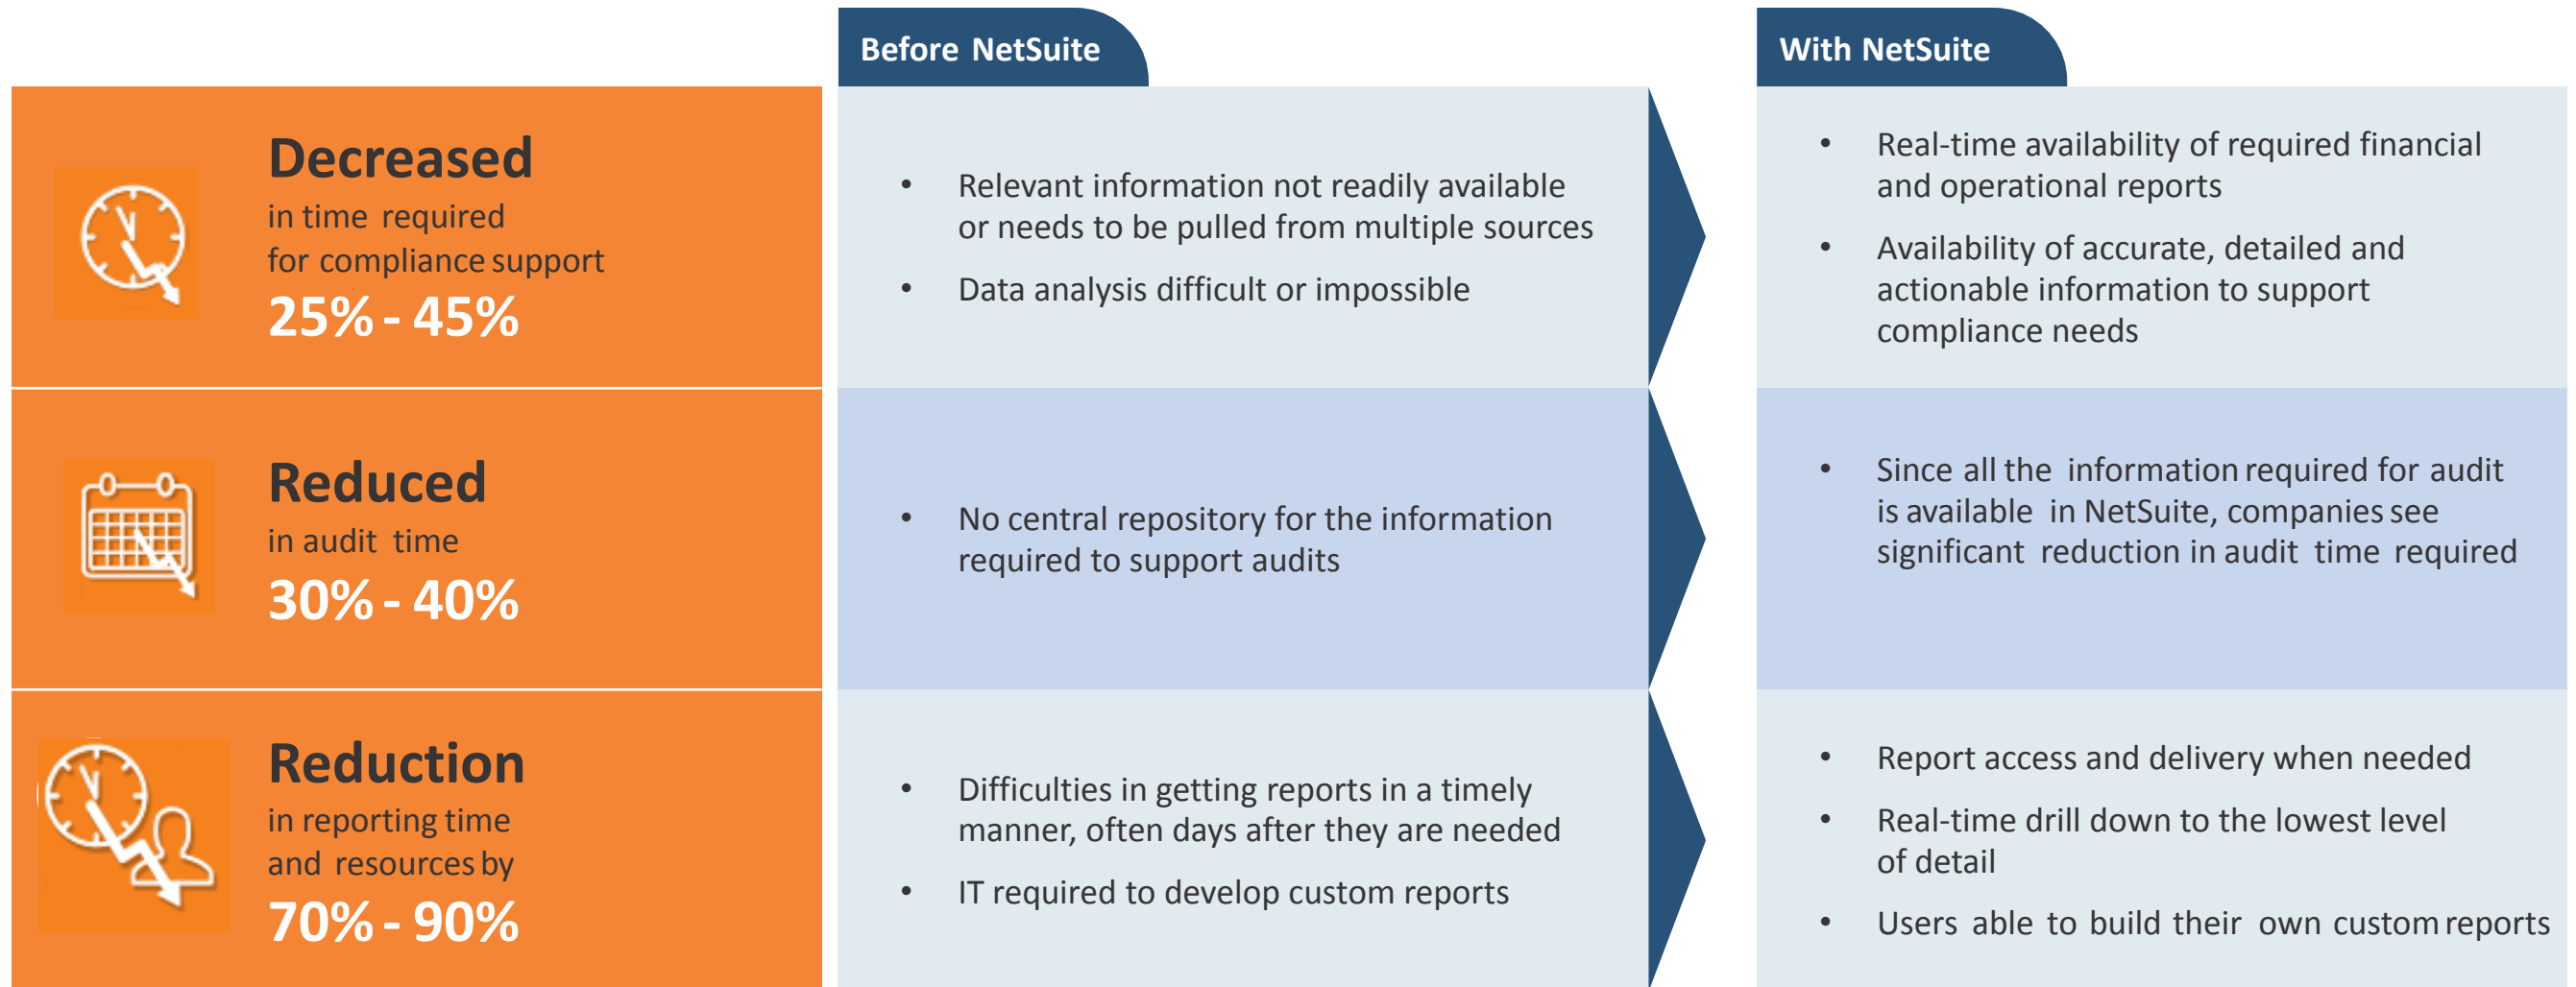 Before NetSuite
With NetSuite
Decreased
in time required
for compliance support
25% - 45%
• Relevant information not readily available
or needs to be pulled from multiple sources
• Data analysis difficult or impossible
• Real-time availability of required financial
and operational reports
• Availability of accurate, detailed and
actionable information to support
compliance needs
Reduced
in audit time
30% - 40%
• No central repository for the information
required to support audits
• Since all the information required for audit
is available in NetSuite, companies see
significant reduction in audit time required
Reduction
in reporting time
and resources by
70% - 90%
• Difficulties in getting reports in a timely
manner, often days after they are needed
• IT required to develop custom reports
• Report access and delivery when needed
• Real-time drill down to the lowest level
of detail
• Users able to build their own custom reports